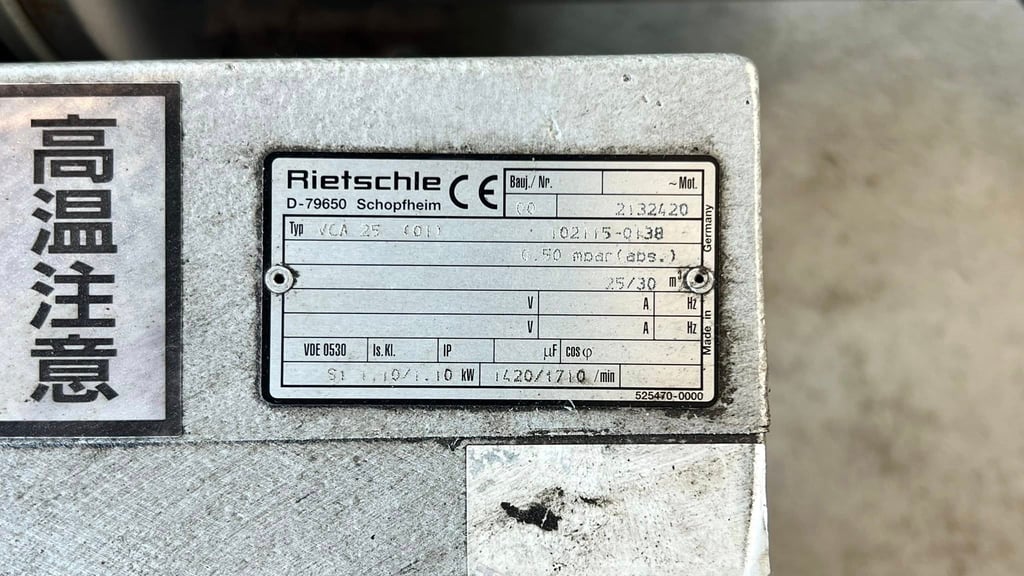 高温注意
Rietschle CE Bauj./ Nr. ~ Mot.
D-79650 Schopfheim 00 2132420
Typ VCA 25 (01) 102115-0138
0.50 mbar(abs.)
25/30 m³
V A Hz
V A Hz
VDE 0530 Is.Kl. IP µF cos φ
S1 1.10/1.10 kW 1420/1710 /min
525470-0000
Made in Germany